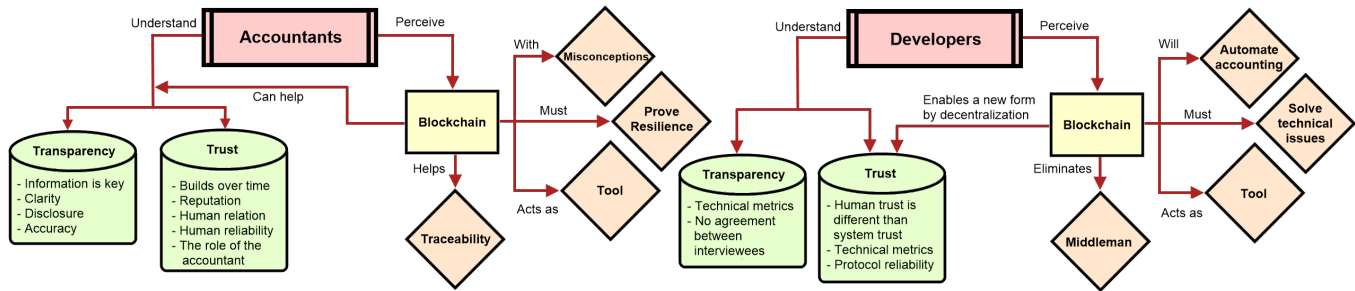 Understand
Accountants
Perceive
With
Misconceptions
Can help
Blockchain
Must
Prove
Resilience
Helps
Acts as
Tool
Traceability
Transparency
- Information is key
- Clarity
- Disclosure
- Accuracy
Trust
- Builds over time
- Reputation
- Human relation
- Human reliability
- The role of the
accountant
Understand
Developers
Perceive
Will
Automate
accounting
Enables a new form
by decentralization
Blockchain
Must
Solve
technical
issues
Eliminates
Acts as
Tool
Middleman
Transparency
- Technical metrics
- No agreement
between
interviewees
Trust
- Human trust is
different than
system trust
- Technical metrics
- Protocol reliability